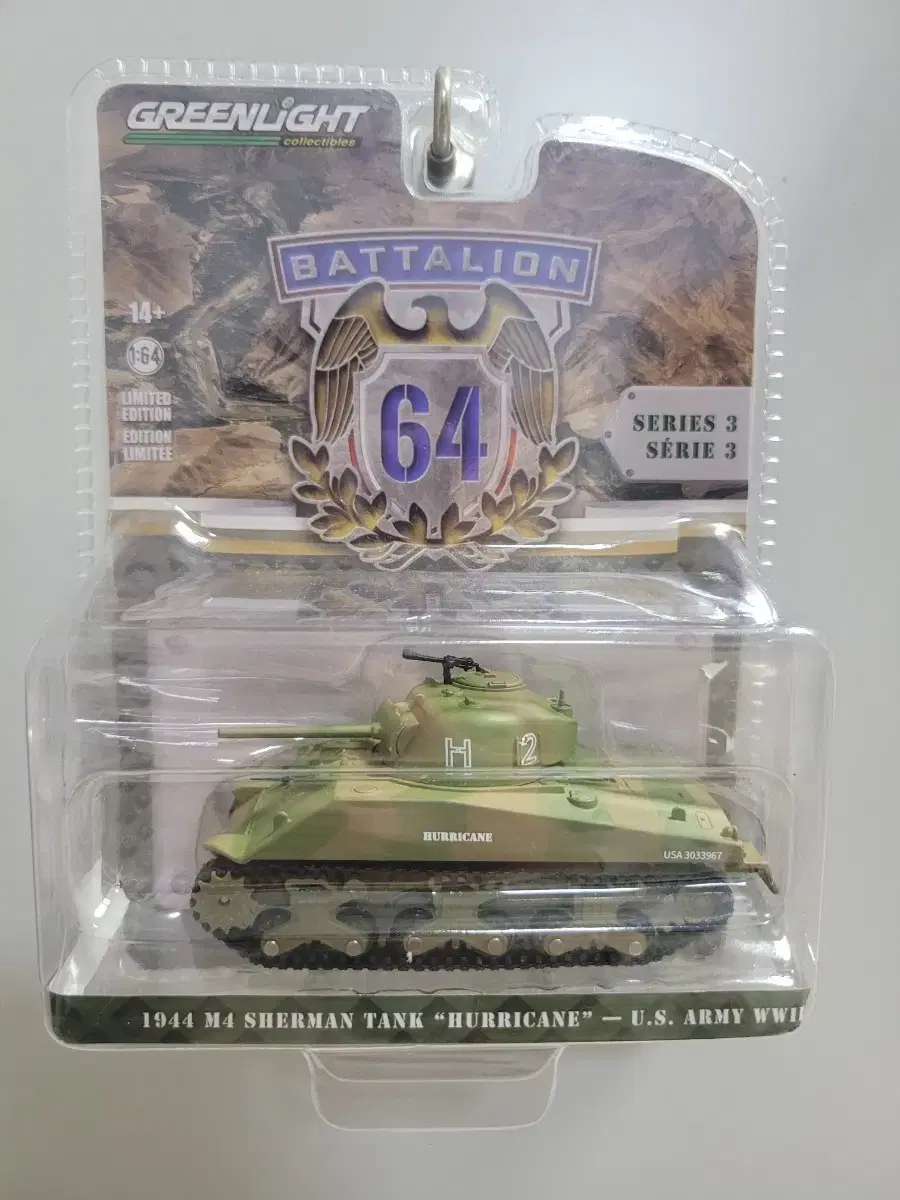 GREENLiGHT
collectibles
BATTALION
64
14+
1:64
LIMITED
EDITION
ÉDITION
LIMITÉE
SERIES 3
SÉRIE 3
H 2
HURRICANE
USA 3033967
1944 M4 SHERMAN TANK “HURRICANE” — U.S. ARMY WWII